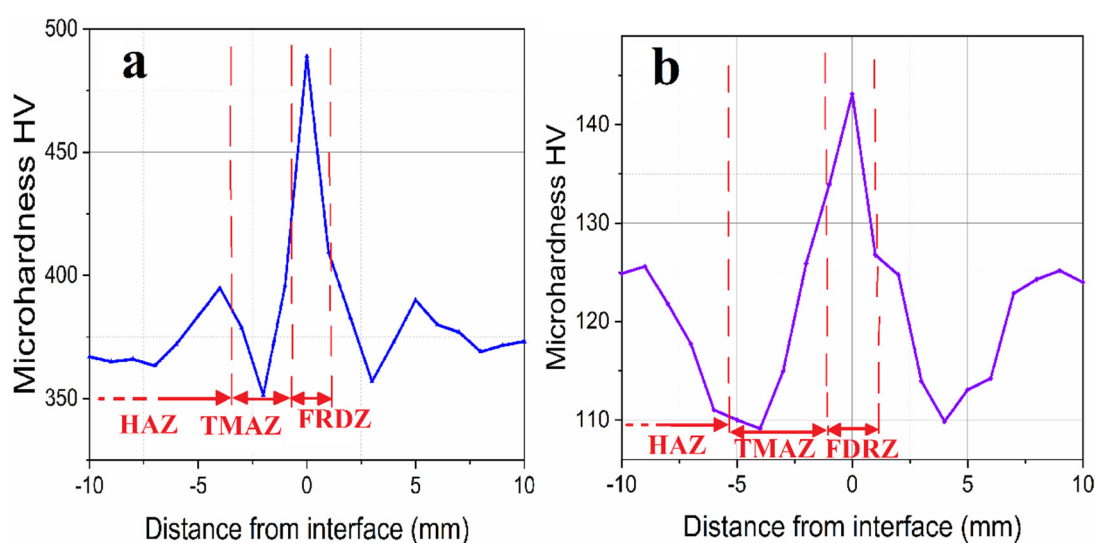 a
Microhardness HV
500
450
400
350
HAZ
TMAZ
FRDZ
-10
-5
0
5
10
Distance from interface (mm)
b
Microhardness HV
140
130
120
110
HAZ
TMAZ
FDRZ
-10
-5
0
5
10
Distance from interface (mm)